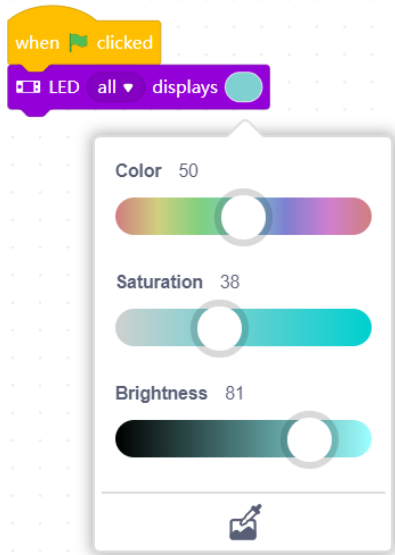 when clicked
LED all displays
Color 50
Saturation 38
Brightness 81